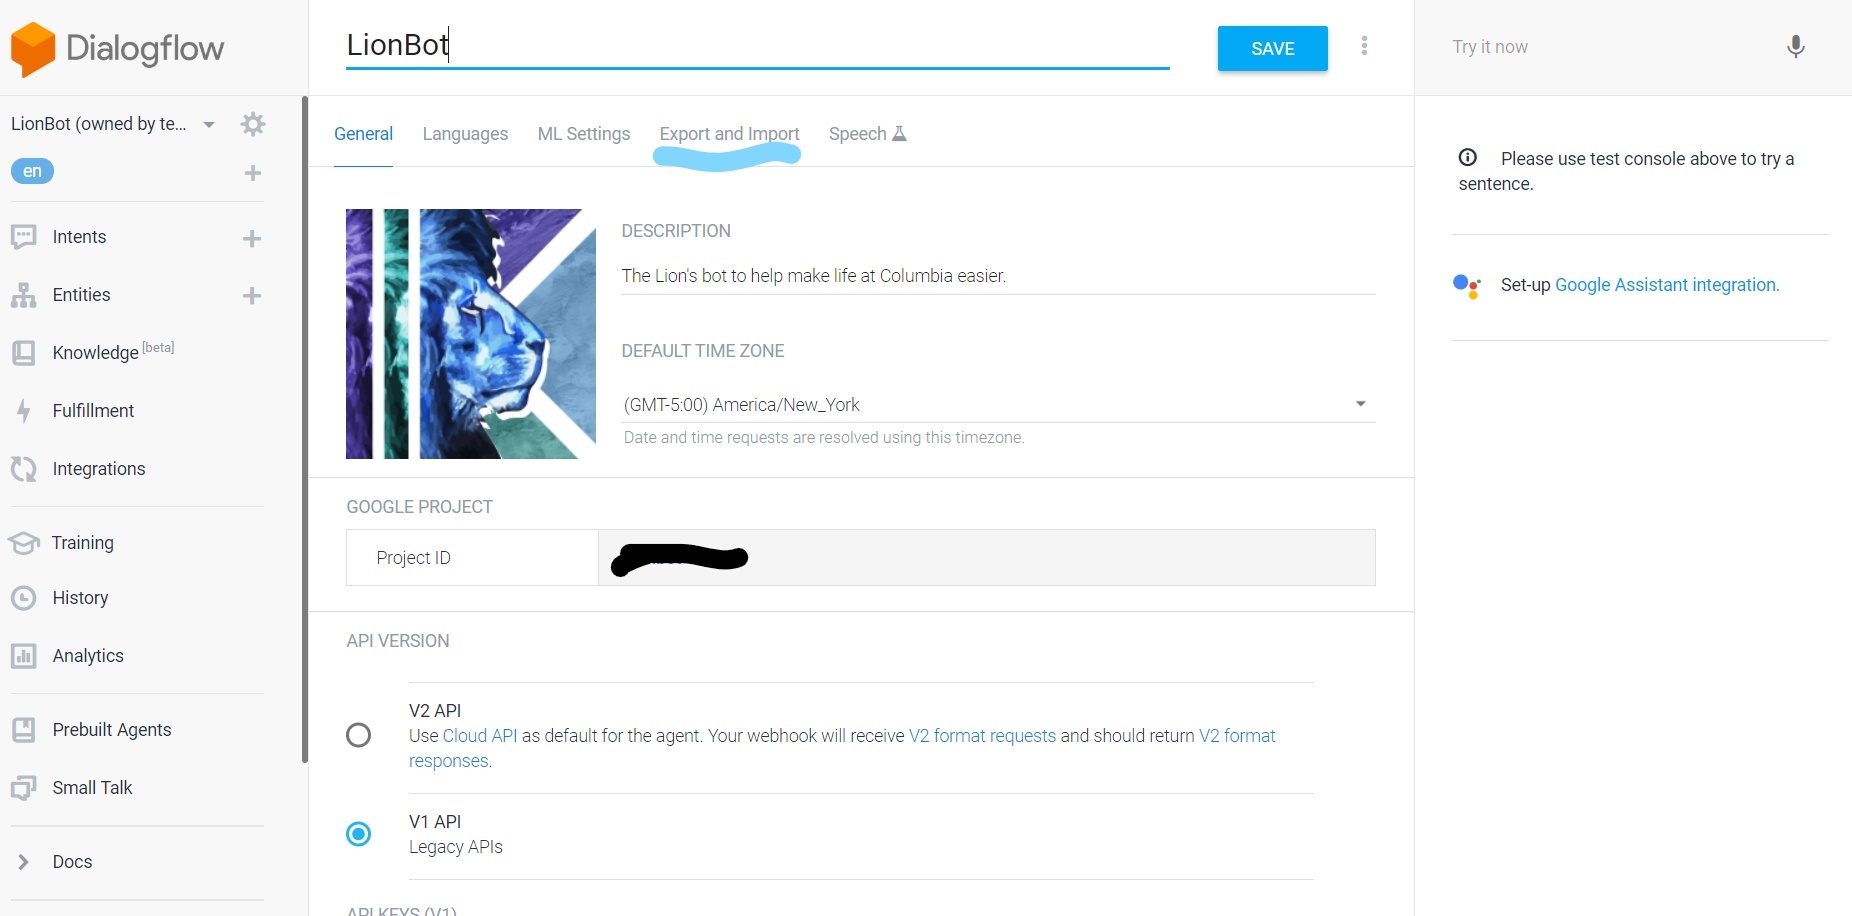 Dialogflow
LionBot
SAVE
Try it now
LionBot (owned by te...
en
General Languages ML Settings Export and Import Speech
Please use test console above to try a
sentence.
Intents
Entities
Knowledge [beta]
Fulfillment
Integrations
Training
History
Analytics
Prebuilt Agents
Small Talk
Docs
DESCRIPTION
The Lion's bot to help make life at Columbia easier.
DEFAULT TIME ZONE
(GMT-5:00) America/New_York
Date and time requests are resolved using this timezone.
Set-up Google Assistant integration.
GOOGLE PROJECT
Project ID
API VERSION
V2 API
Use Cloud API as default for the agent. Your webhook will receive V2 format requests and should return V2 format
responses.
V1 API
Legacy APIs
API KEYS (V1)